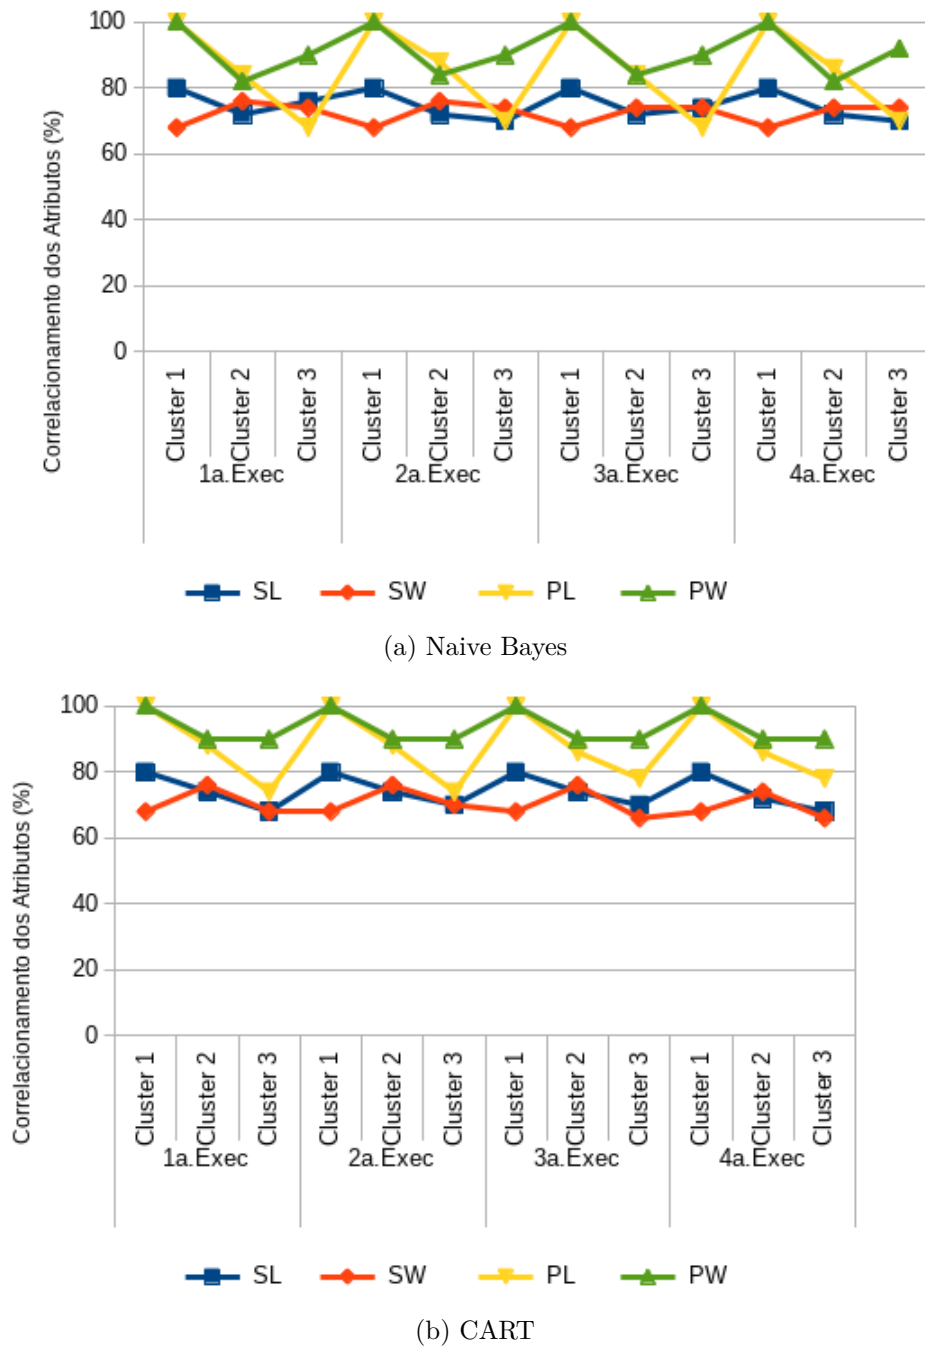 Correlacionamento dos Atributos (%)
100
80
60
40
20
0
Cluster 1 Cluster 2 Cluster 3 Cluster 1 Cluster 2 Cluster 3 Cluster 1 Cluster 2 Cluster 3 Cluster 1 Cluster 2 Cluster 3
1a.Exec 2a.Exec 3a.Exec 4a.Exec
SL SW PL PW
(a) Naive Bayes
Correlacionamento dos Atributos (%)
100
80
60
40
20
0
Cluster 1 Cluster 2 Cluster 3 Cluster 1 Cluster 2 Cluster 3 Cluster 1 Cluster 2 Cluster 3 Cluster 1 Cluster 2 Cluster 3
1a.Exec 2a.Exec 3a.Exec 4a.Exec
SL SW PL PW
(b) CART